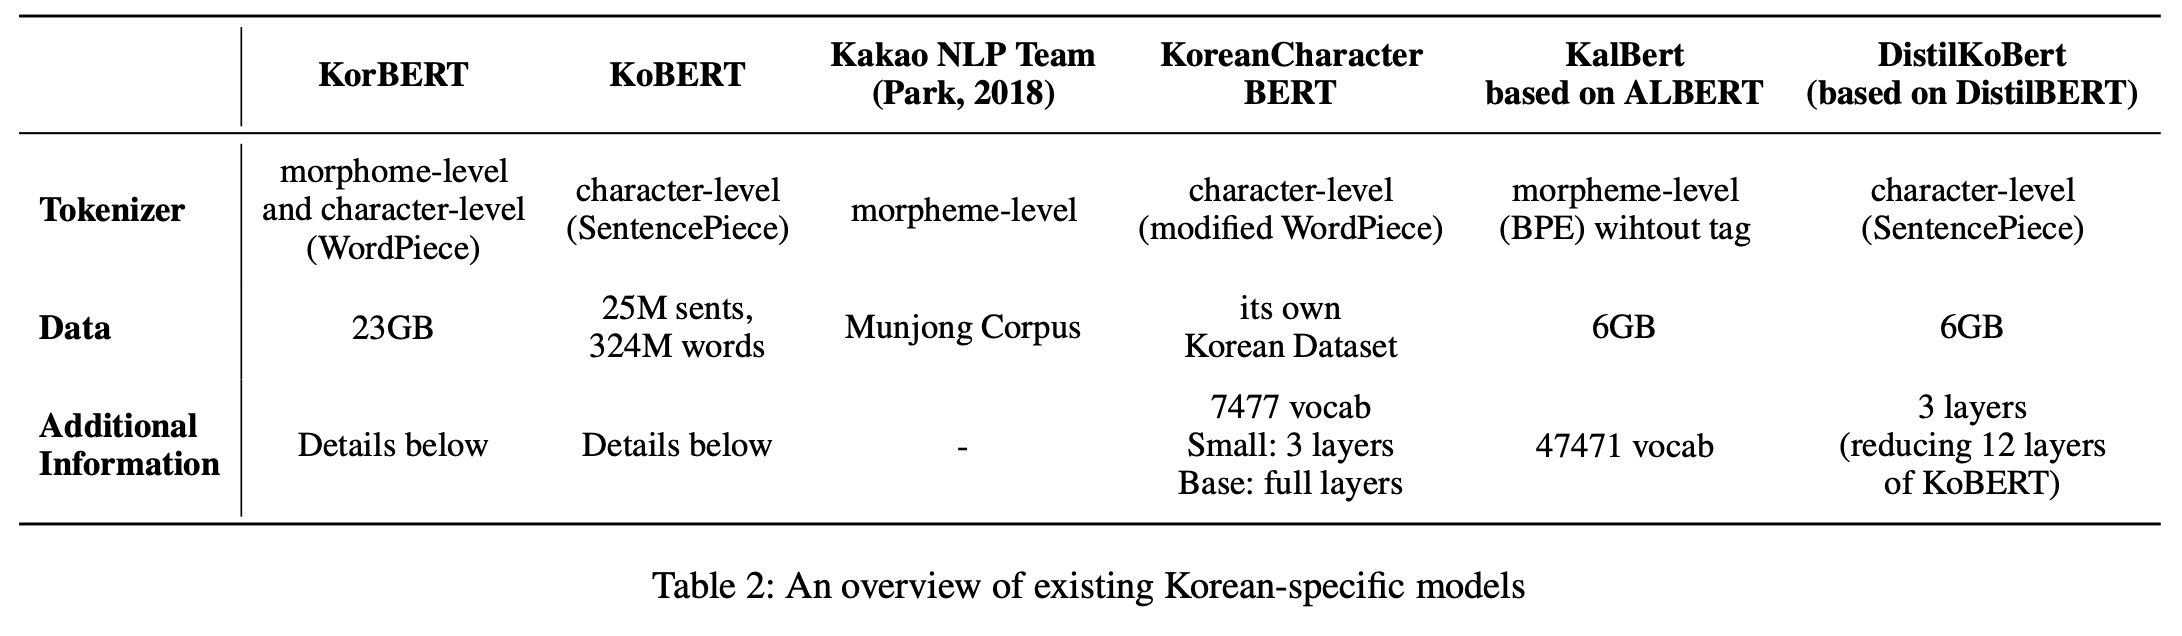 KorBERT KoBERT Kakao NLP Team (Park, 2018) KoreanCharacter BERT KalBert based on ALBERT DistilKoBert (based on DistilBERT)
Tokenizer morphome-level and character-level (WordPiece) character-level (SentencePiece) morpheme-level character-level (modified WordPiece) morpheme-level (BPE) wihtout tag character-level (SentencePiece)
Data 23GB 25M sents, 324M words Munjong Corpus its own Korean Dataset 6GB 6GB
Additional Information Details below Details below - 7477 vocab Small: 3 layers Base: full layers 47471 vocab 3 layers (reducing 12 layers of KoBERT)
Table 2: An overview of existing Korean-specific models